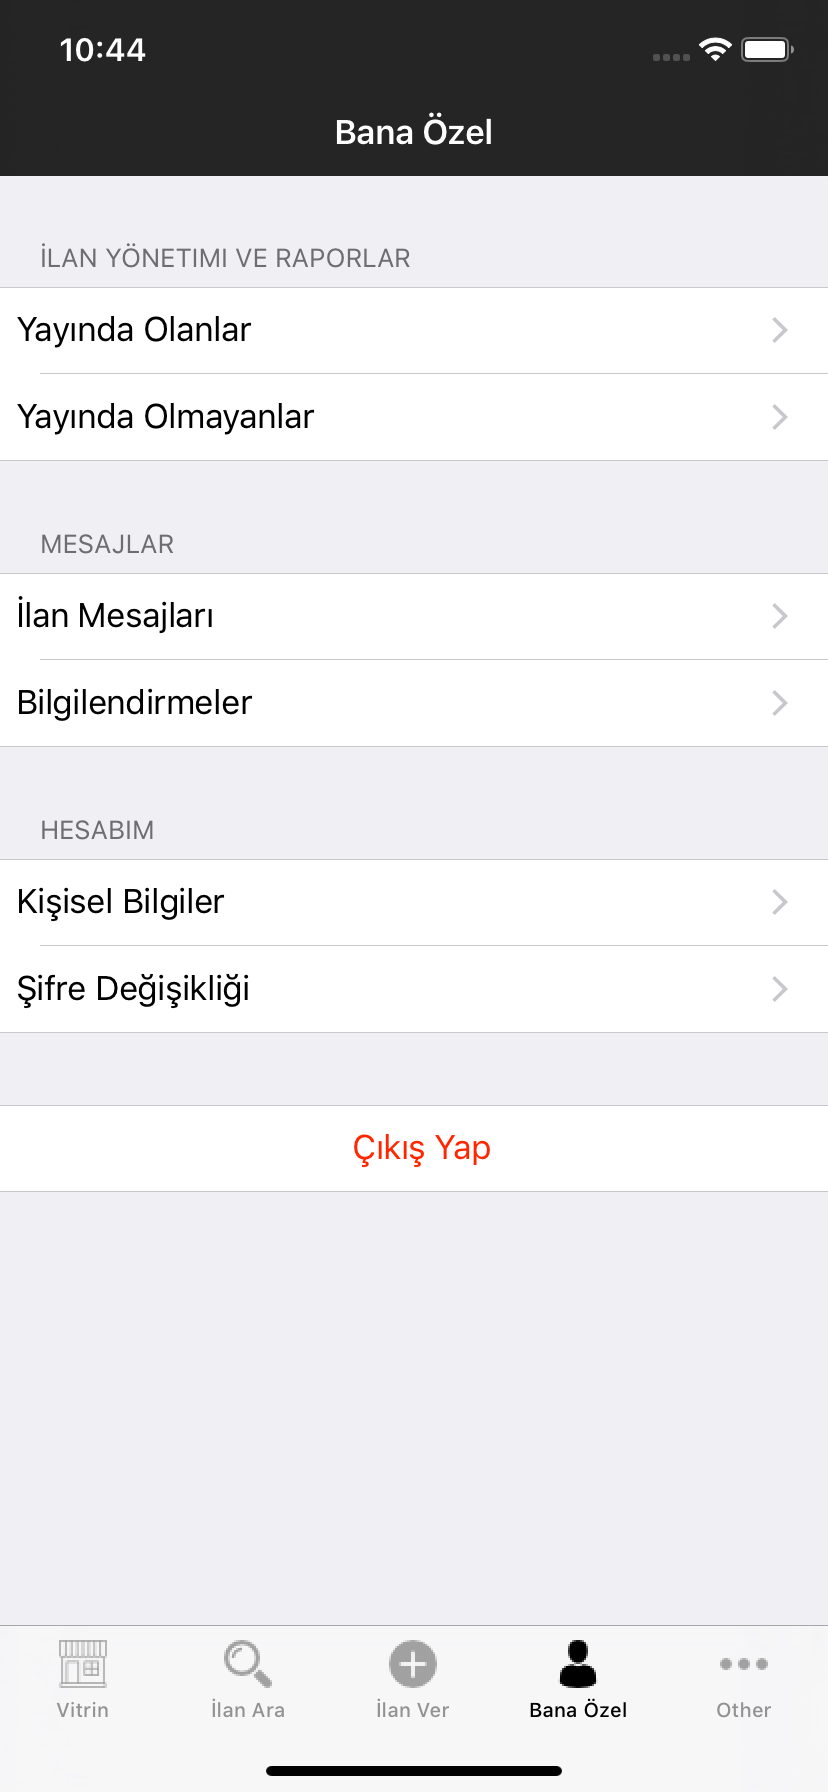 10:44
Bana Özel
İLAN YÖNETIMI VE RAPORLAR
Yayında Olanlar
Yayında Olmayanlar
MESAJLAR
İlan Mesajları
Bilgilendirmeler
HESABIM
Kişisel Bilgiler
Şifre Değişikliği
Çıkış Yap
Vitrin
İlan Ara
İlan Ver
Bana Özel
Other